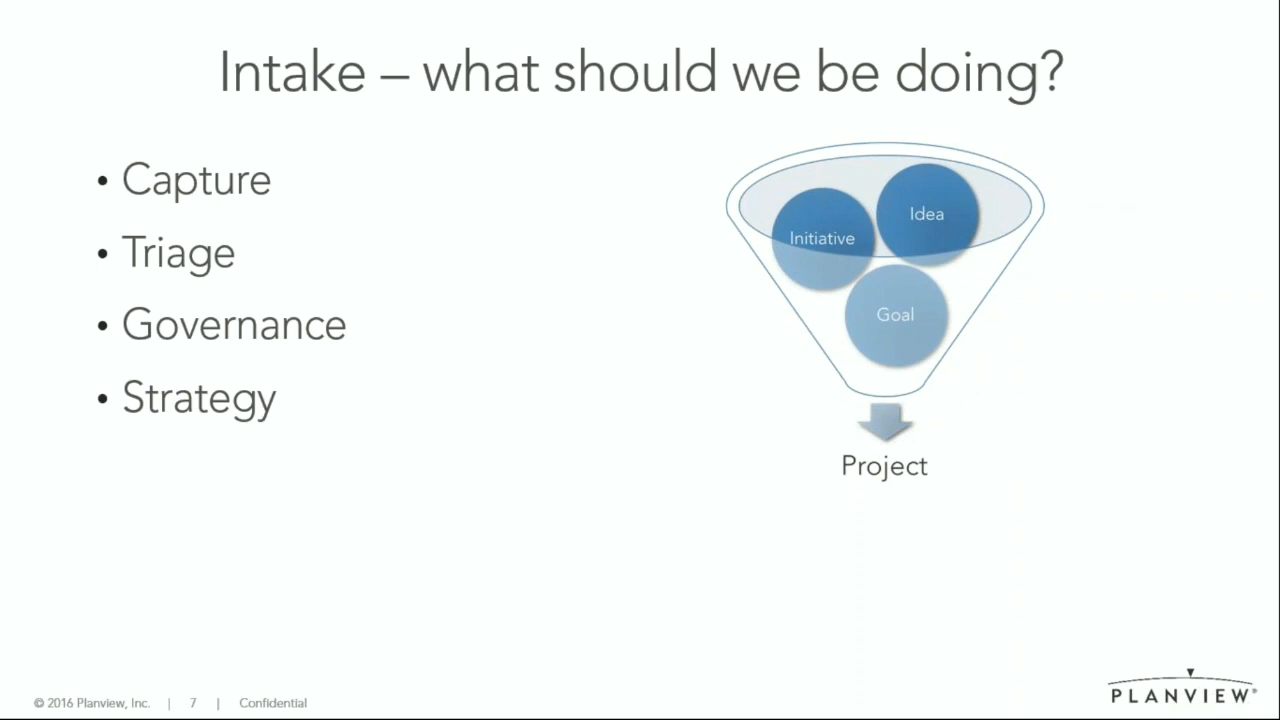 Intake – what should we be doing?
• Capture
• Triage
• Governance
• Strategy
Idea
Initiative
Goal
Project
© 2016 Planview, Inc. | 7 | Confidential
PLANVIEW®